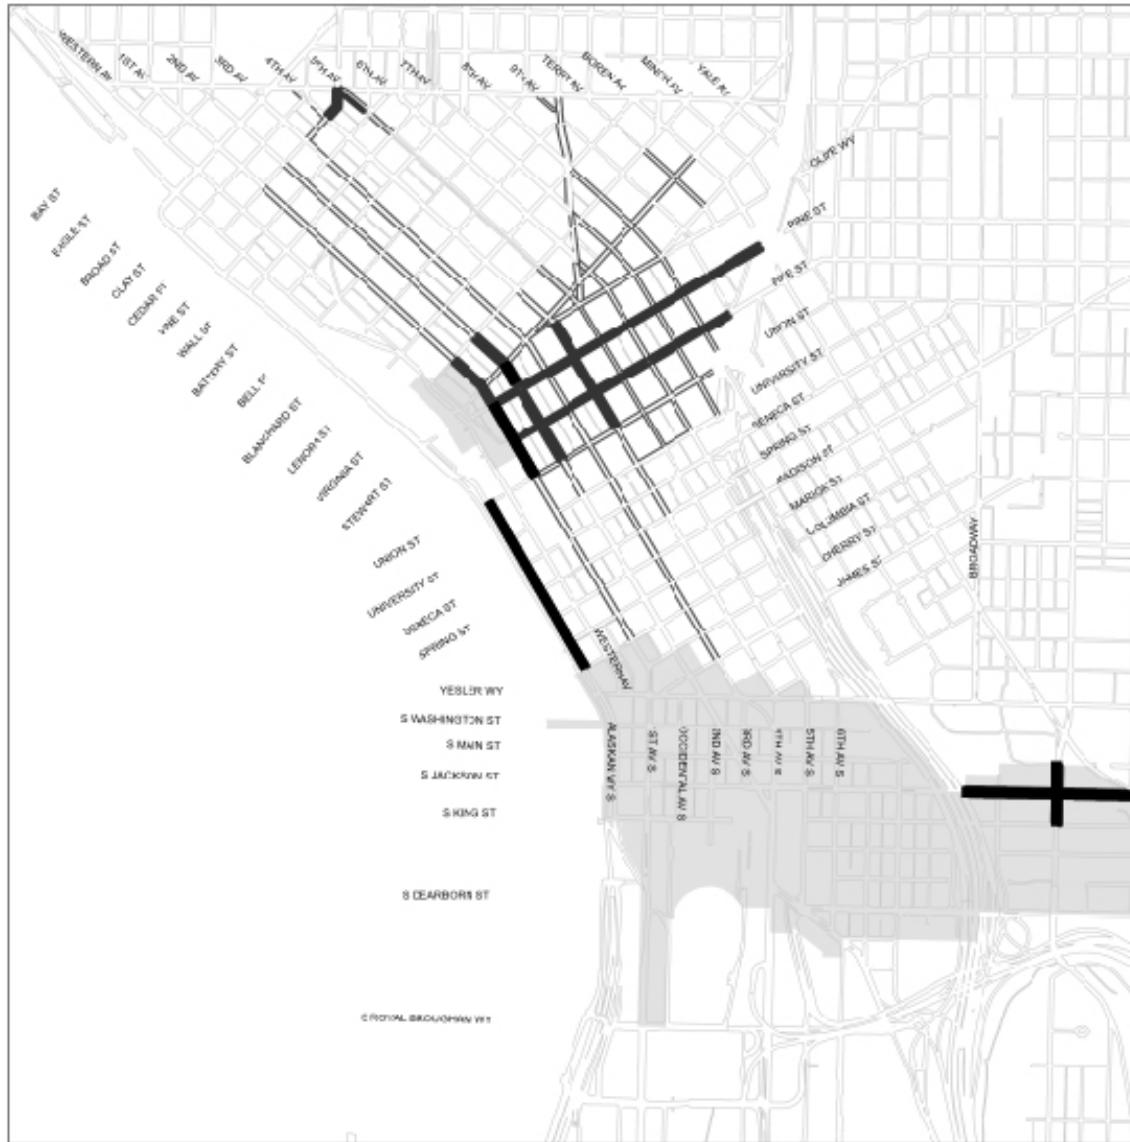 WESTERN AV
1ST AV
2ND AV
3RD AV
4TH AV
5TH AV
6TH AV
7TH AV
8TH AV
9TH AV
TERRY AV
BOREN AV
MINOR AV
YALE AV
OLIVE WY
PINE ST
PIKE ST
UNION ST
UNIVERSITY ST
SENECA ST
SPRING ST
MADISON ST
MARION ST
COLUMBIA ST
CHERRY ST
JAMES ST
BROADWAY
BAY ST
EAGLE ST
BROAD ST
CLAY ST
CEDAR ST
VINE ST
WALL ST
BATTERY ST
BELL ST
BLANCHARD ST
LENORA ST
VIRGINIA ST
STEWART ST
UNION ST
UNIVERSITY ST
SENECA ST
SPRING ST
WESTERN AV
YESLER WY
S WASHINGTON ST
S MAIN ST
S JACKSON ST
S KING ST
S DEARBORN ST
S ROYAL BROUGHAM WY
ALASKAN WY S
1ST AV S
OCCIDENTAL AV S
2ND AV S
3RD AV S
4TH AV S
5TH AV S
6TH AV S